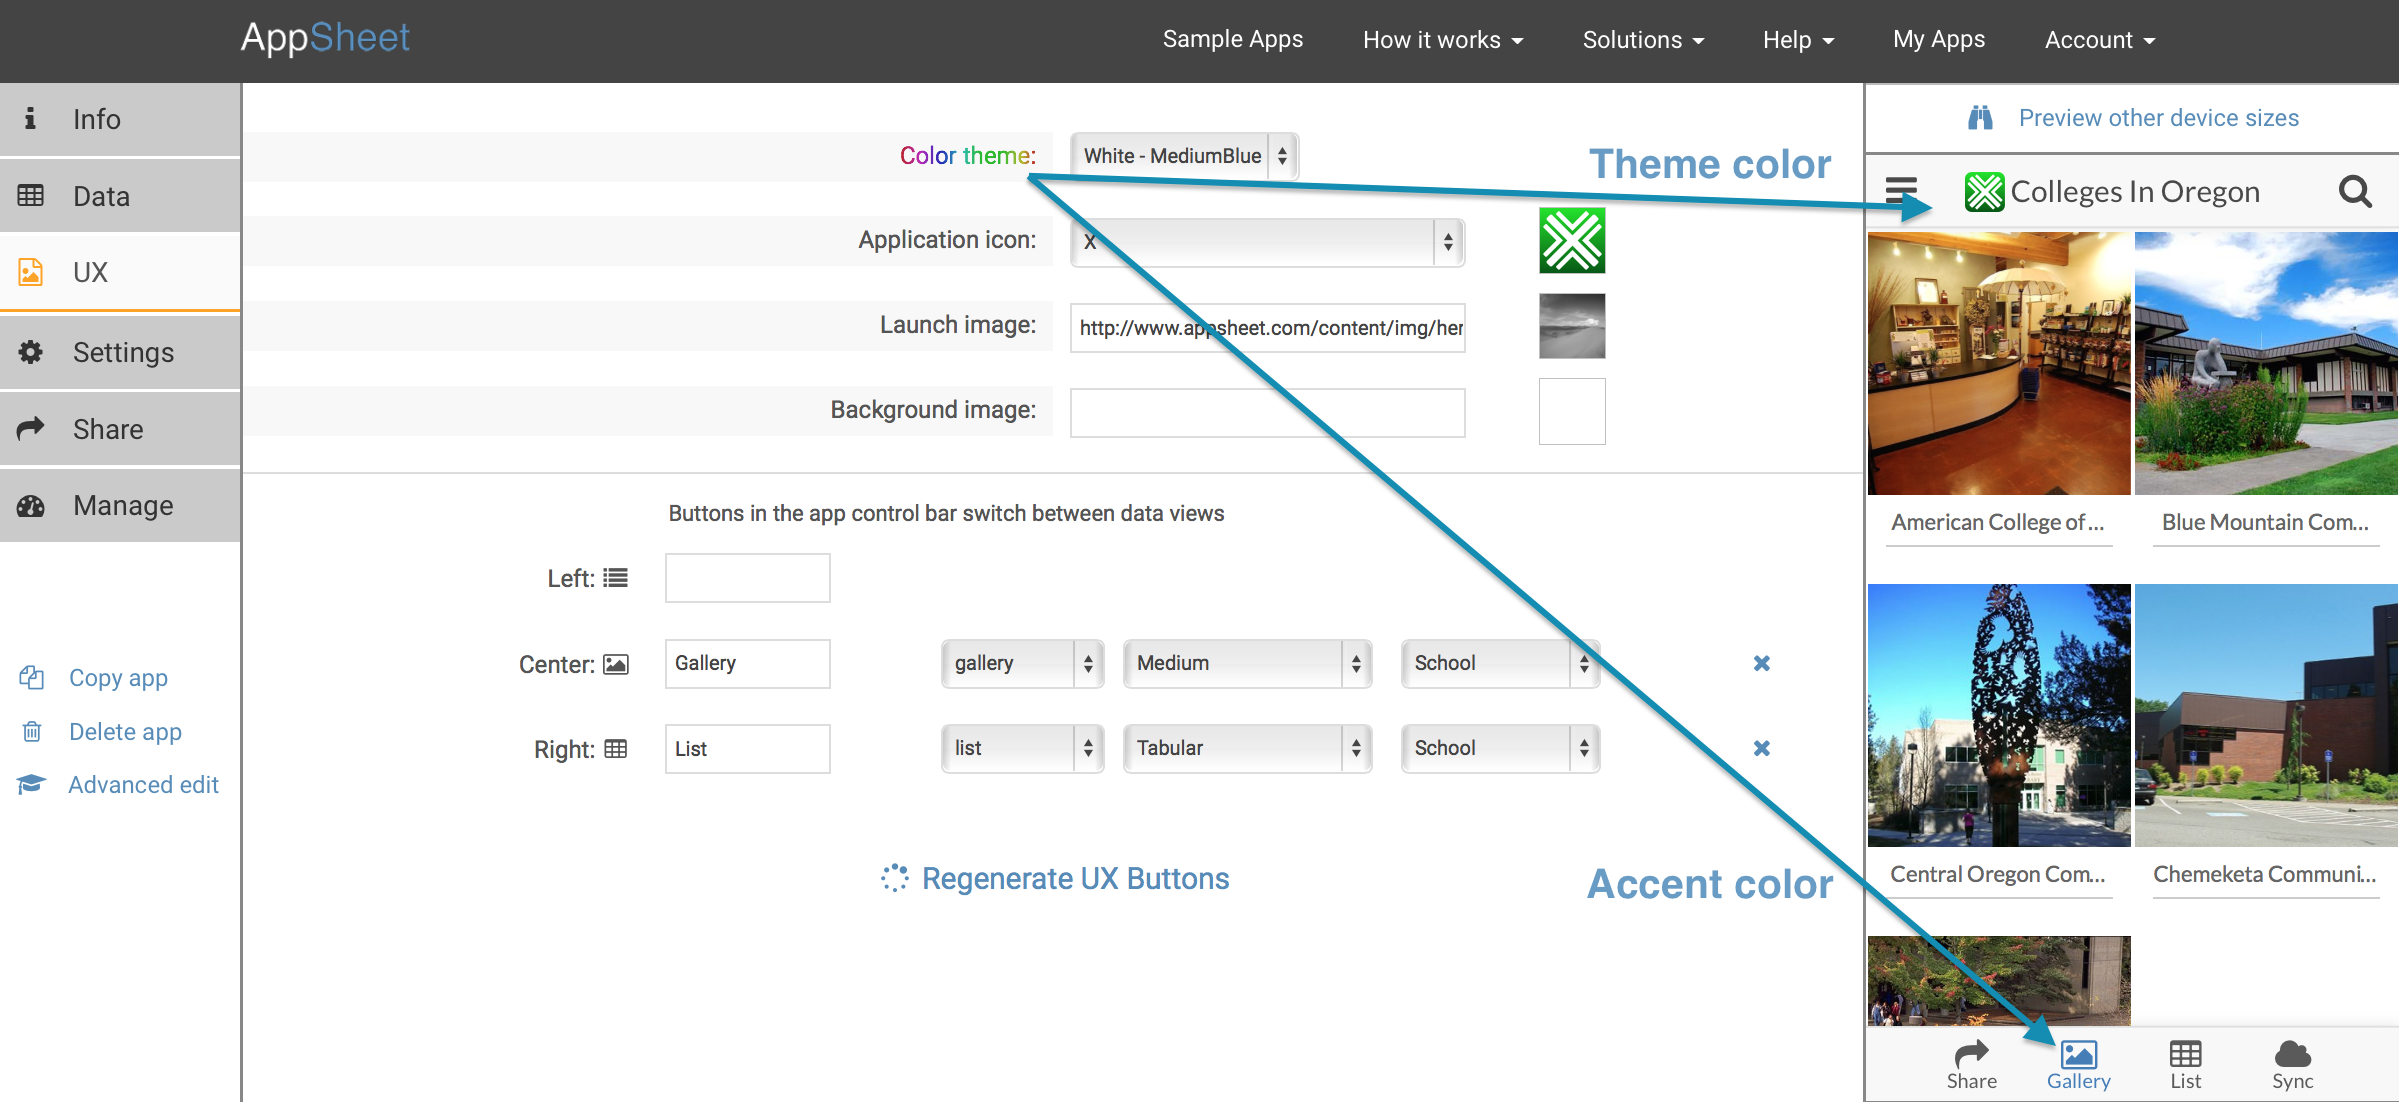 AppSheet
Sample Apps
How it works
Solutions
Help
My Apps
Account
Info
Data
UX
Settings
Share
Manage
Copy app
Delete app
Advanced edit
Color theme:
White - MediumBlue
Theme color
Application icon:
X
Launch image:
http://www.appsheet.com/content/img/her
Background image:
Buttons in the app control bar switch between data views
Left:
Center:
Gallery
gallery
Medium
School
Right:
List
list
Tabular
School
Regenerate UX Buttons
Accent color
Preview other device sizes
Colleges In Oregon
American College of ...
Blue Mountain Com...
Central Oregon Com...
Chemeketa Communi...
Share
Gallery
List
Sync